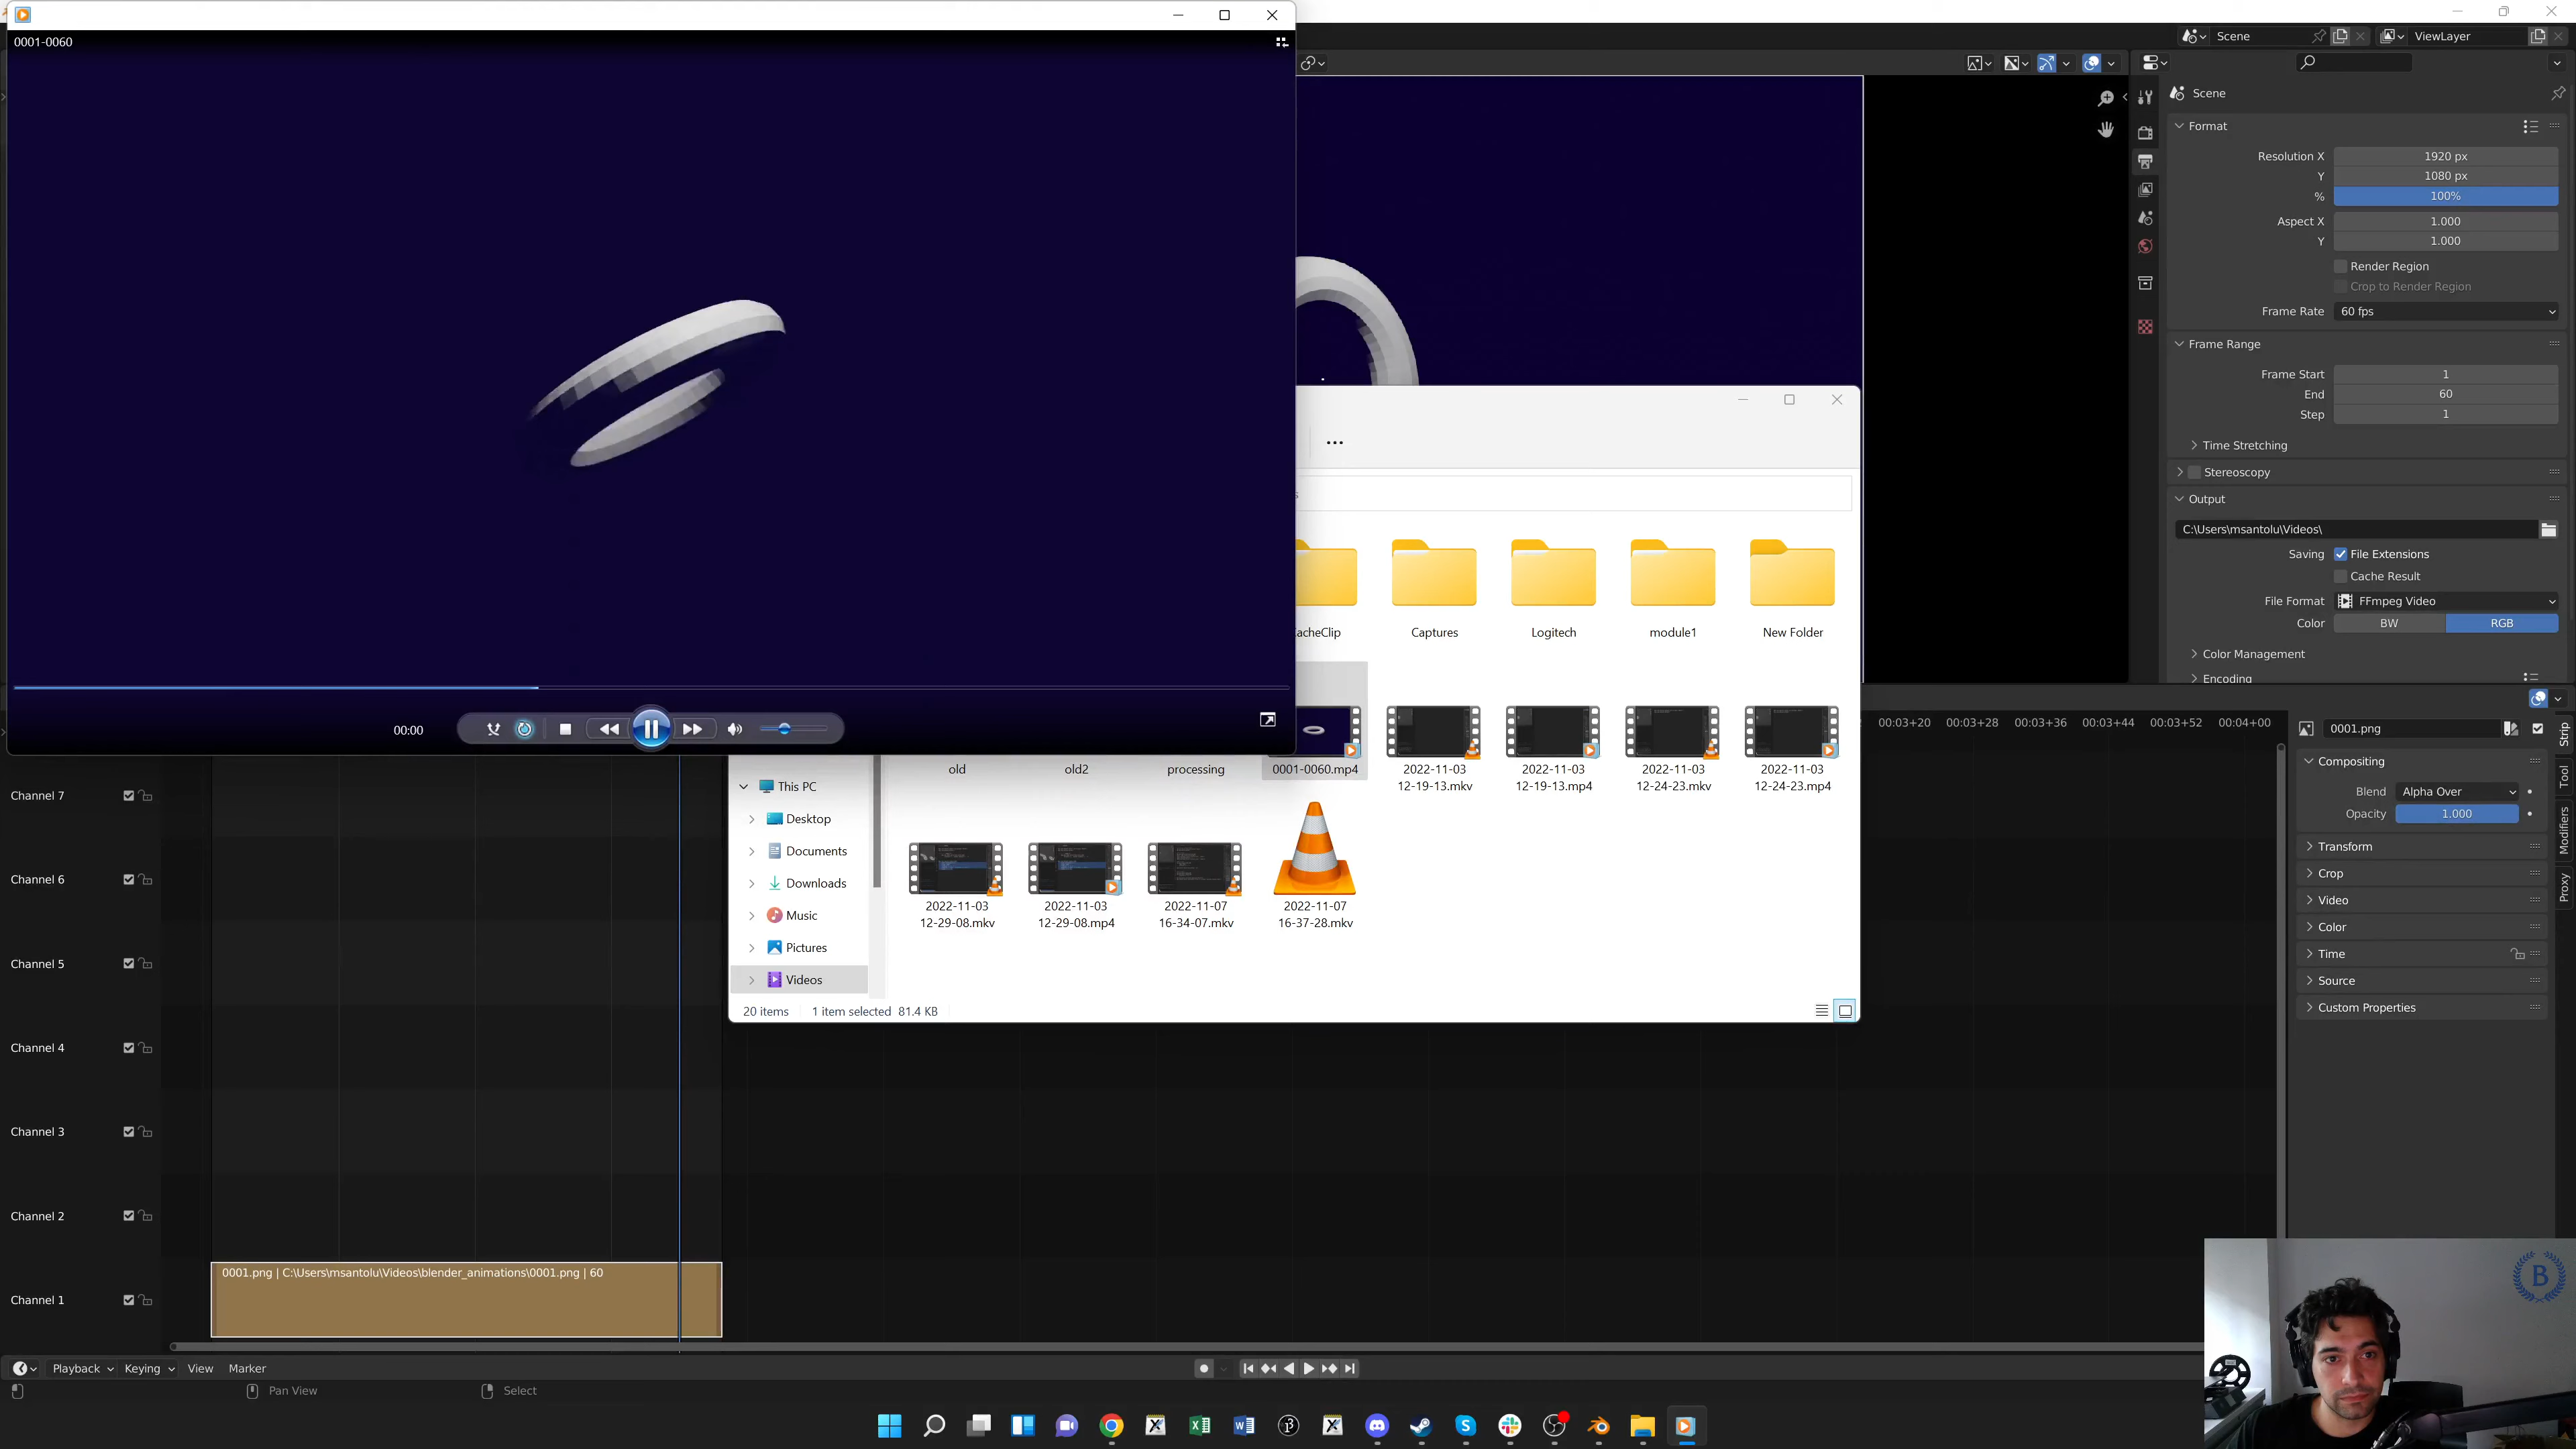 0001-0060
Scene
ViewLayer
Scene
Format
Resolution X 1920 px
Y 1080 px
% 100%
Aspect X 1.000
Y 1.000
Render Region
Crop to Render Region
Frame Rate 60 fps
Frame Range
Frame Start 1
End 60
Step 1
Time Stretching
Stereoscopy
Output
C:\Users\msantolu\Videos\
Saving File Extensions
Cache Result
File Format FFmpeg Video
Color BW RGB
Color Management
Encoding
acheClip Captures Logitech module1 New Folder
00:00
00:03+20 00:03+28 00:03+36 00:03+44 00:03+52 00:04+00
old old2 processing 0001-0060.mp4 2022-11-03 12-19-13.mkv 2022-11-03 12-19-13.mp4 2022-11-03 12-24-23.mkv 2022-11-03 12-24-23.mp4
2022-11-03 12-29-08.mkv 2022-11-03 12-29-08.mp4 2022-11-07 16-34-07.mkv 2022-11-07 16-37-28.mkv
This PC
Desktop
Documents
Downloads
Music
Pictures
Videos
20 items 1 item selected 81.4 KB
0001.png
Compositing
Blend Alpha Over
Opacity 1.000
Transform
Crop
Video
Color
Time
Source
Custom Properties
Strip
Tool
Modifiers
Proxy
Channel 7
Channel 6
Channel 5
Channel 4
Channel 3
Channel 2
Channel 1
0001.png | C:\Users\msantolu\Videos\blender_animations\0001.png | 60
Playback Keying View Marker
Pan View Select
B